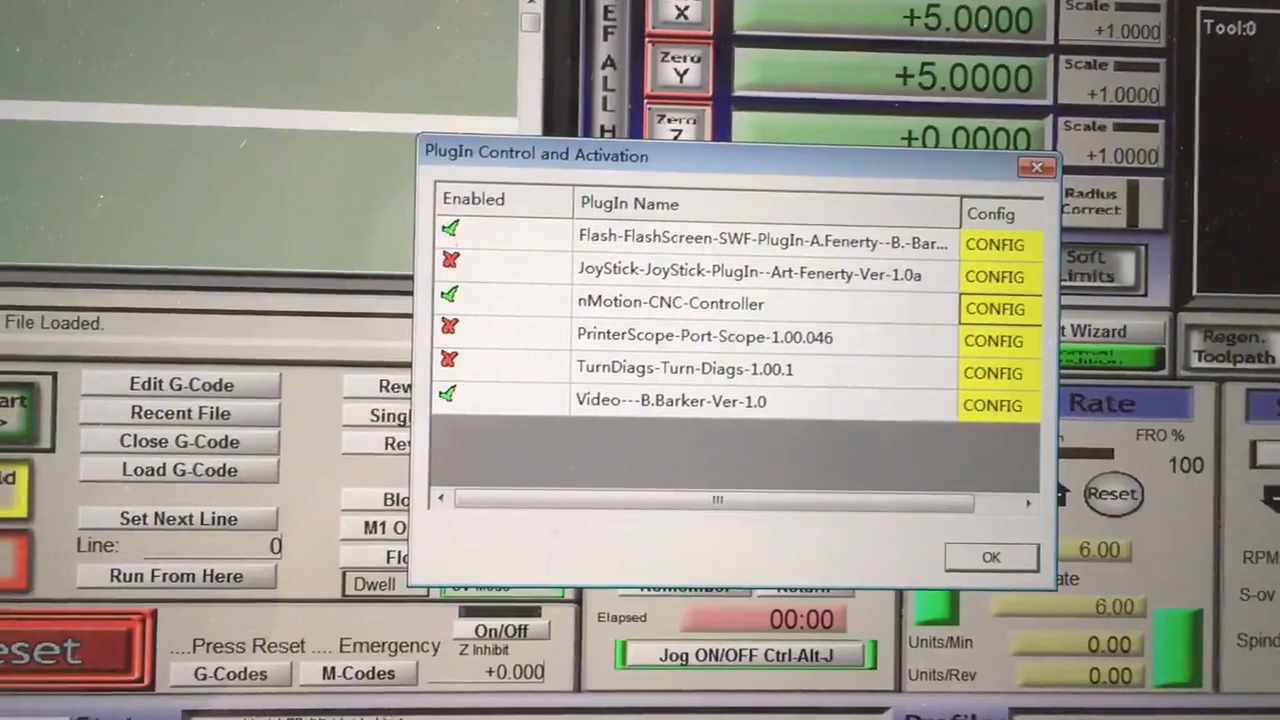 X
+5.0000
Scale
+1.0000
Tool:0
Zero
Y
+5.0000
Scale
+1.0000
Zero
Z
+0.0000
Scale
+1.0000
PlugIn Control and Activation
Enabled
PlugIn Name
Config
Flash-FlashScreen-SWF-PlugIn-A.Fenerty--B.-Bar...
CONFIG
JoyStick-JoyStick-PlugIn--Art-Fenerty-Ver-1.0a
CONFIG
nMotion-CNC-Controller
CONFIG
PrinterScope-Port-Scope-1.00.046
CONFIG
TurnDiags-Turn-Diags-1.00.1
CONFIG
Video---B.Barker-Ver-1.0
CONFIG
OK
Radius
Correct
Soft
Limits
Wizard
Regen.
Toolpath
File Loaded.
Edit G-Code
Recent File
Close G-Code
Load G-Code
Set Next Line
Line: 0
Run From Here
Dwell
Rate
FRO %
100
Reset
6.00
6.00
Units/Min 0.00
Units/Rev 0.00
RPM
S-ov
Elapsed 00:00
Jog ON/OFF Ctrl-Alt-J
....Press Reset .... Emergency
G-Codes
M-Codes
On/Off
Z Inhibit
+0.000